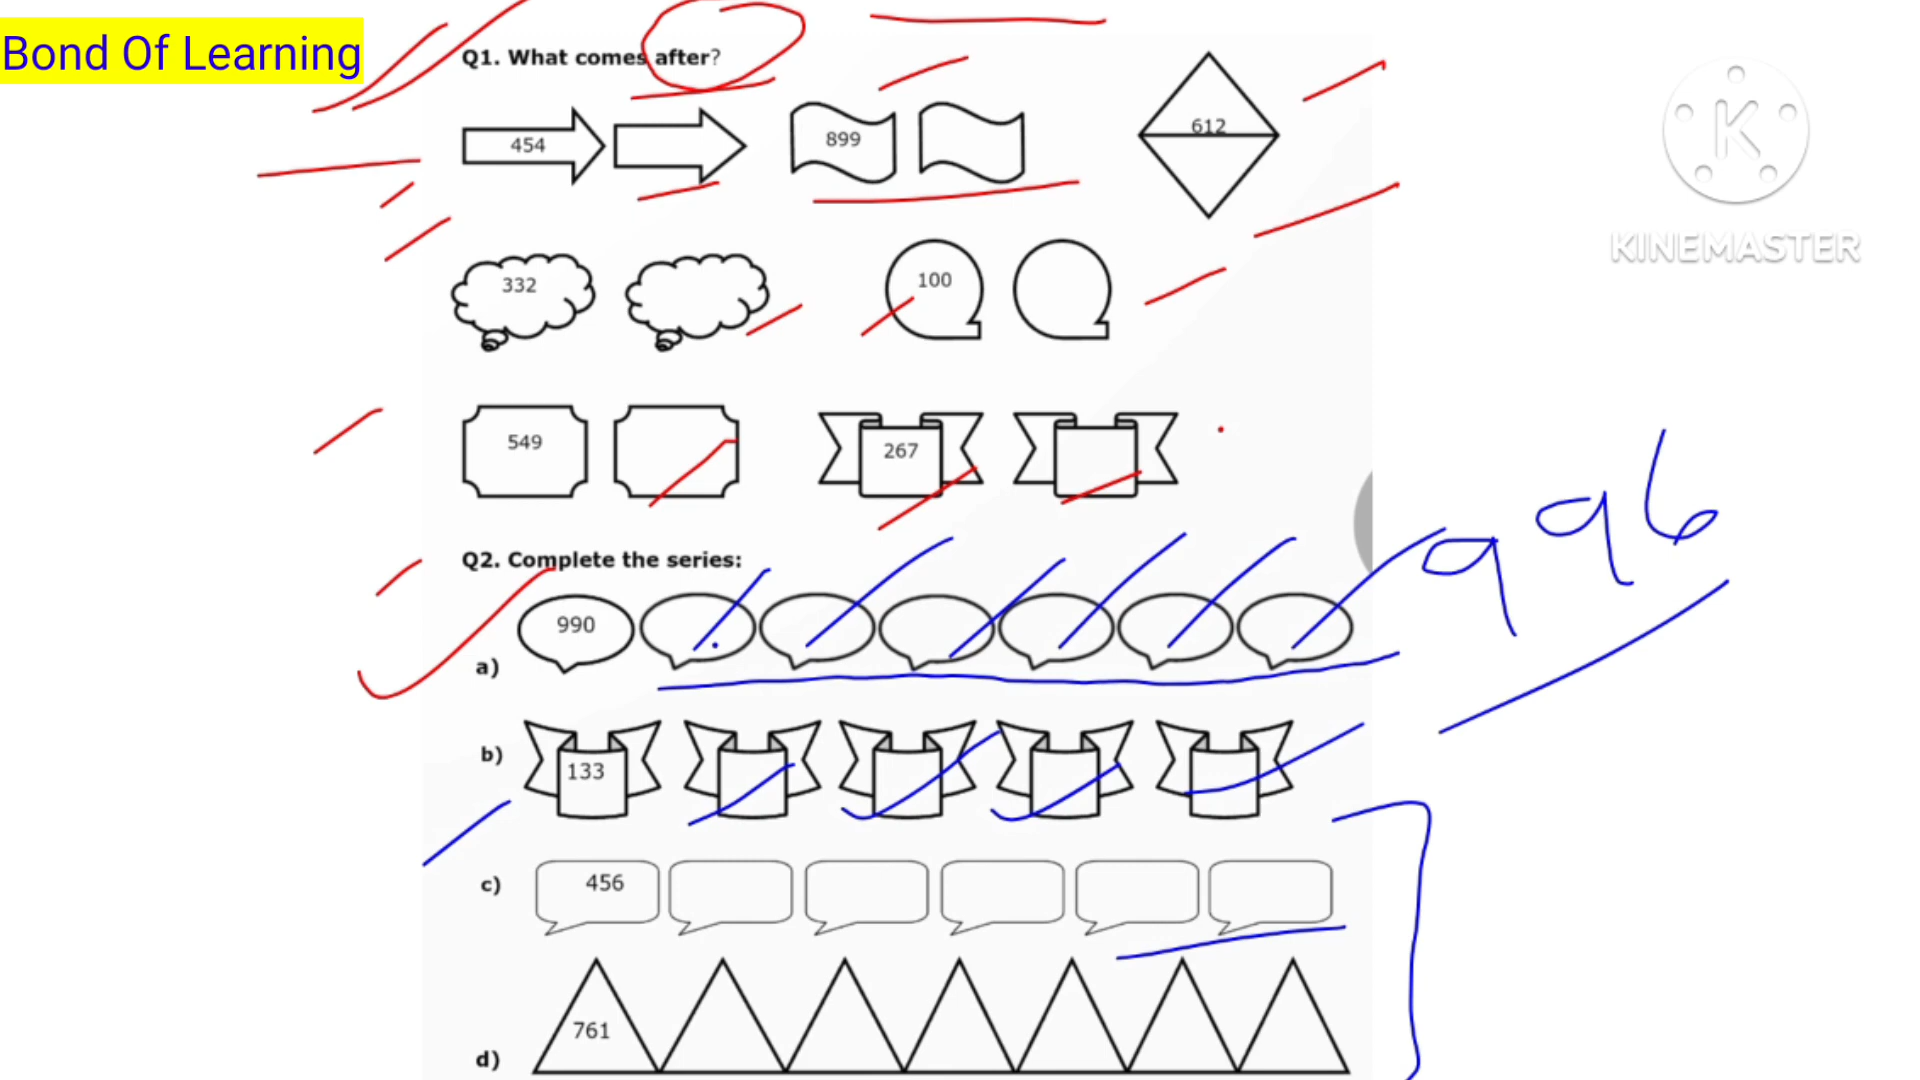 Bond Of Learning
Q1. What comes after?
454
899
612
KINEMASTER
332
100
549
267
996
Q2. Complete the series:
990
a)
b)
133
c)
456
761
d)